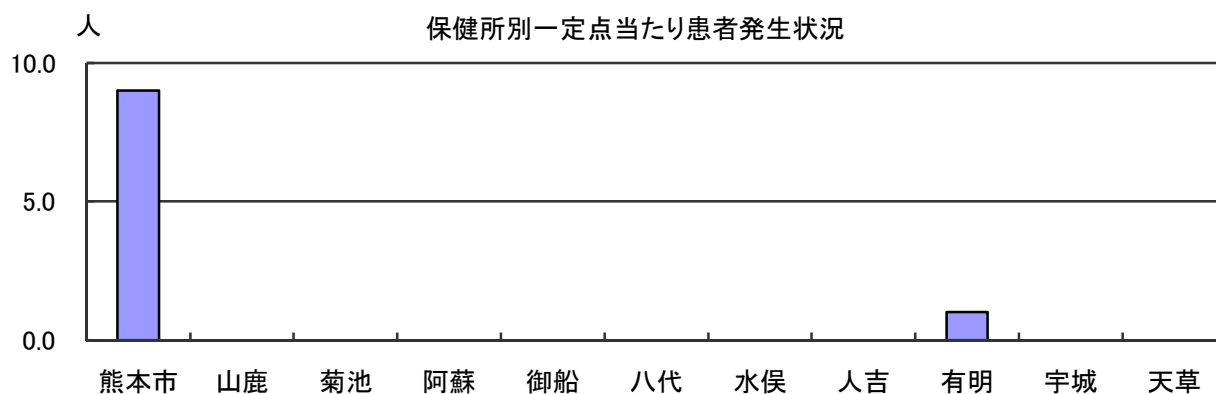 人
保健所別一定点当たり患者発生状況
10.0
5.0
0.0
熊本市 山鹿 菊池 阿蘇 御船 八代 水俣 人吉 有明 宇城 天草